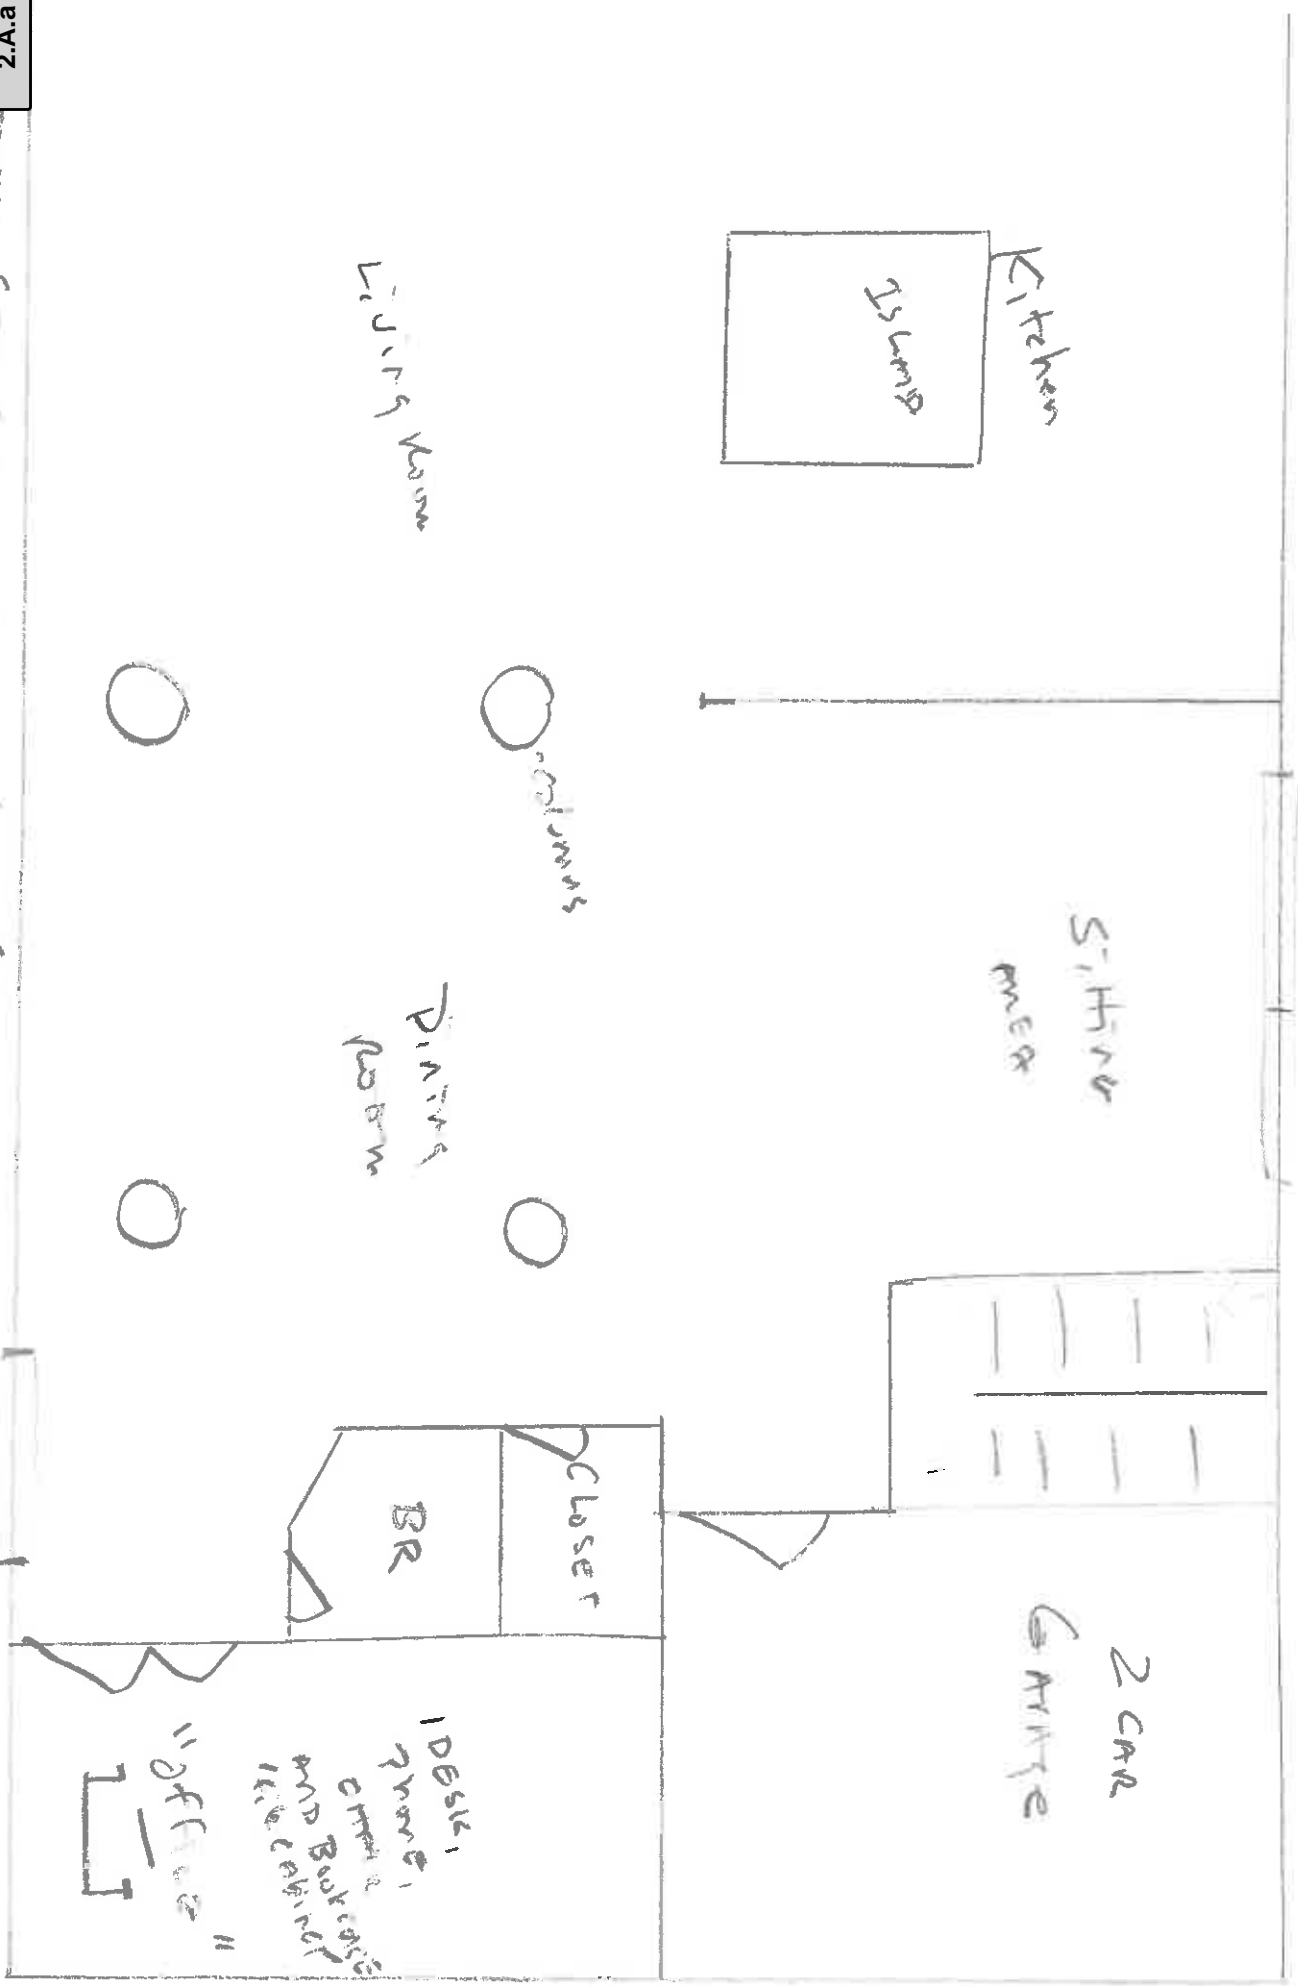 2.A.a
Kitchen
ISLAND
Living Room
columns
Sitting
AREA
Dining
Room
CLOSET
BR
2 CAR
GARAGE
1 DESK,
Phone,
CHAIR
AND Bookcase
File Cabinet
"office"